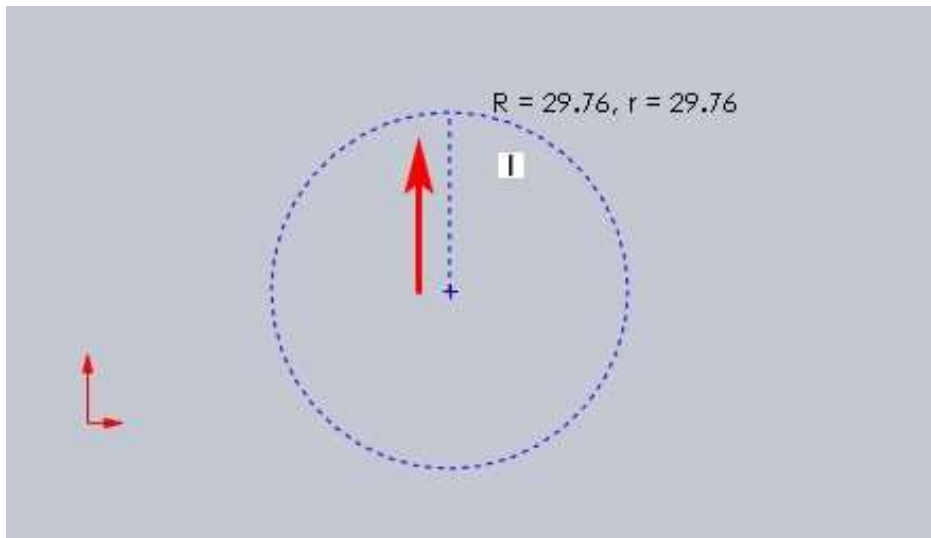 R = 29.76, r = 29.76